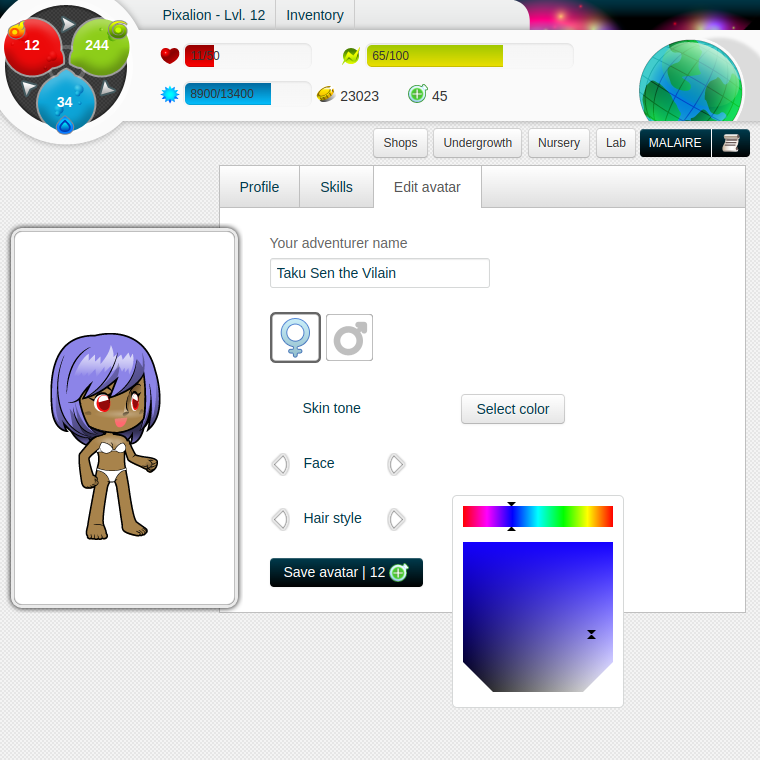 Pixalion - Lvl. 12
Inventory
12
244
34
11/50
65/100
8900/13400
23023
45
Shops
Undergrowth
Nursery
Lab
MALAIRE
Profile
Skills
Edit avatar
Your adventurer name
Taku Sen the Vilain
Skin tone
Select color
Face
Hair style
Save avatar | 12